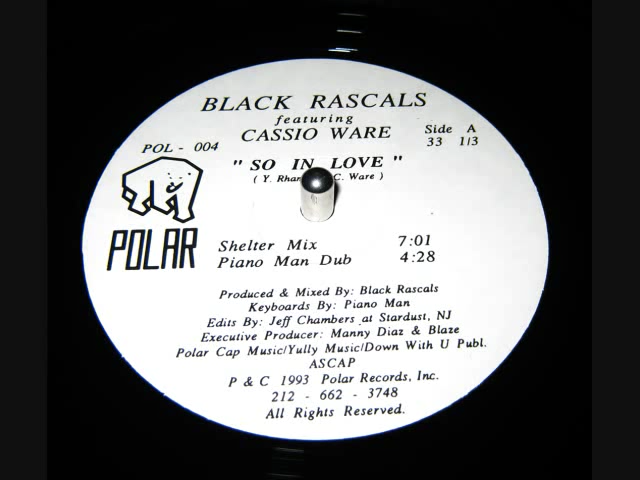 BLACK RASCALS
featuring
CASSIO WARE
POL - 004
Side A
33 1/3
" SO IN LOVE "
( Y. C. Ware )
POLAR
Shelter Mix 7:01
Piano Man Dub 4:28
Produced & Mixed By: Black Rascals
Keyboards By: Piano Man
Edits By: Jeff Chambers at Stardust, NJ
Executive Producer: Manny Diaz & Blaze
Polar Cap Music/Yully Music/Down With U Publ.
ASCAP
P & C 1993 Polar Records, Inc.
212 - 662 - 3748
All Rights Reserved.